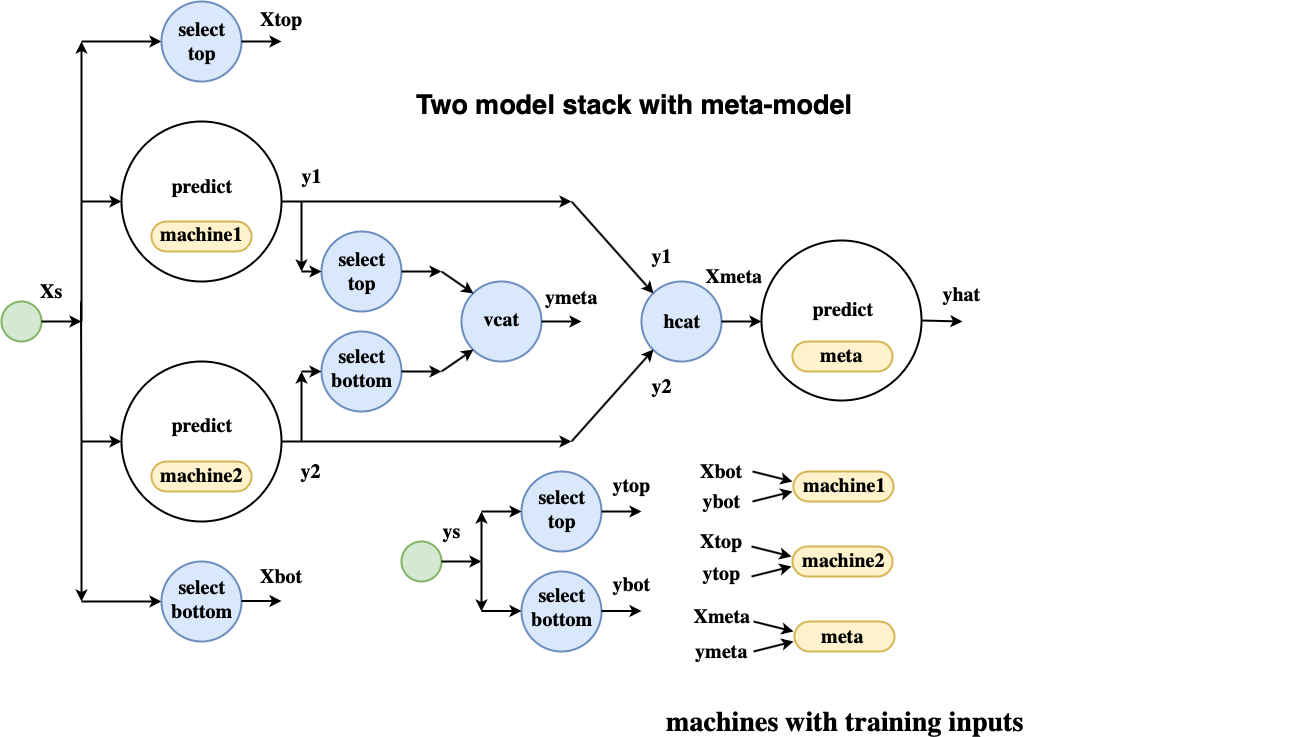 Xtop
select
top
Two model stack with meta-model
predict
machine1
y1
select
top
y1
Xmeta
Xs
ymeta
yhat
vcat
hcat
predict
meta
select
bottom
y2
predict
machine2
y2
Xbot
ybot
machine1
select
top
ytop
ys
Xtop
ytop
machine2
select
bottom
Xbot
select
bottom
ybot
Xmeta
ymeta
meta
machines with training inputs